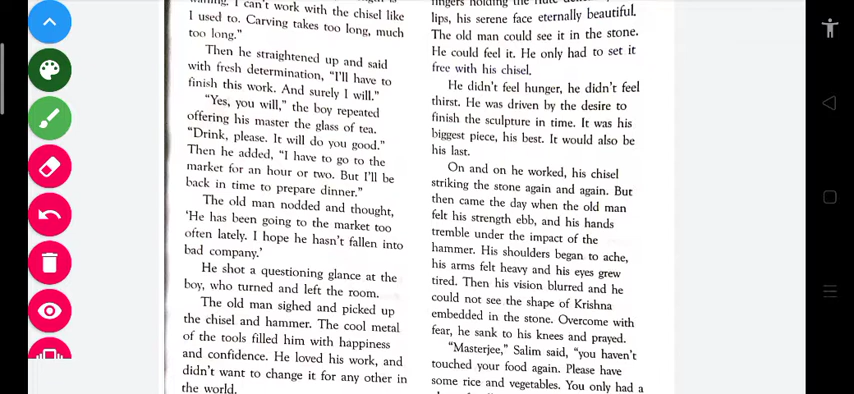 I can't work with the chisel like
I used to. Carving takes too long, much
too long."
Then he straightened up and said
with fresh determination, "I'll have to
finish this work. And surely I will."
"Yes, you will," the boy repeated
offering his master the glass of tea.
"Drink, please. It will do you good."
Then he added, "I have to go to the
market for an hour or two. But I'll be
back in time to prepare dinner."
The old man nodded and thought,
'He has been going to the market too
often lately. I hope he hasn't fallen into
bad company.'
He shot a questioning glance at the
boy, who turned and left the room.
The old man sighed and picked up
the chisel and hammer. The cool metal
of the tools filled him with happiness
and confidence. He loved his work, and
didn't want to change it for any other in
the world.
fingers holding the flute
lips, his serene face eternally beautiful.
The old man could see it in the stone.
He could feel it. He only had to set it
free with his chisel.
He didn't feel hunger, he didn't feel
thirst. He was driven by the desire to
finish the sculpture in time. It was his
biggest piece, his best. It would also be
his last.
On and on he worked, his chisel
striking the stone again and again. But
then came the day when the old man
felt his strength ebb, and his hands
tremble under the impact of the
hammer. His shoulders began to ache,
his arms felt heavy and his eyes grew
tired. Then his vision blurred and he
could not see the shape of Krishna
embedded in the stone. Overcome with
fear, he sank to his knees and prayed.
"Masterjee," Salim said, "you haven't
touched your food again. Please have
some rice and vegetables. You only had a